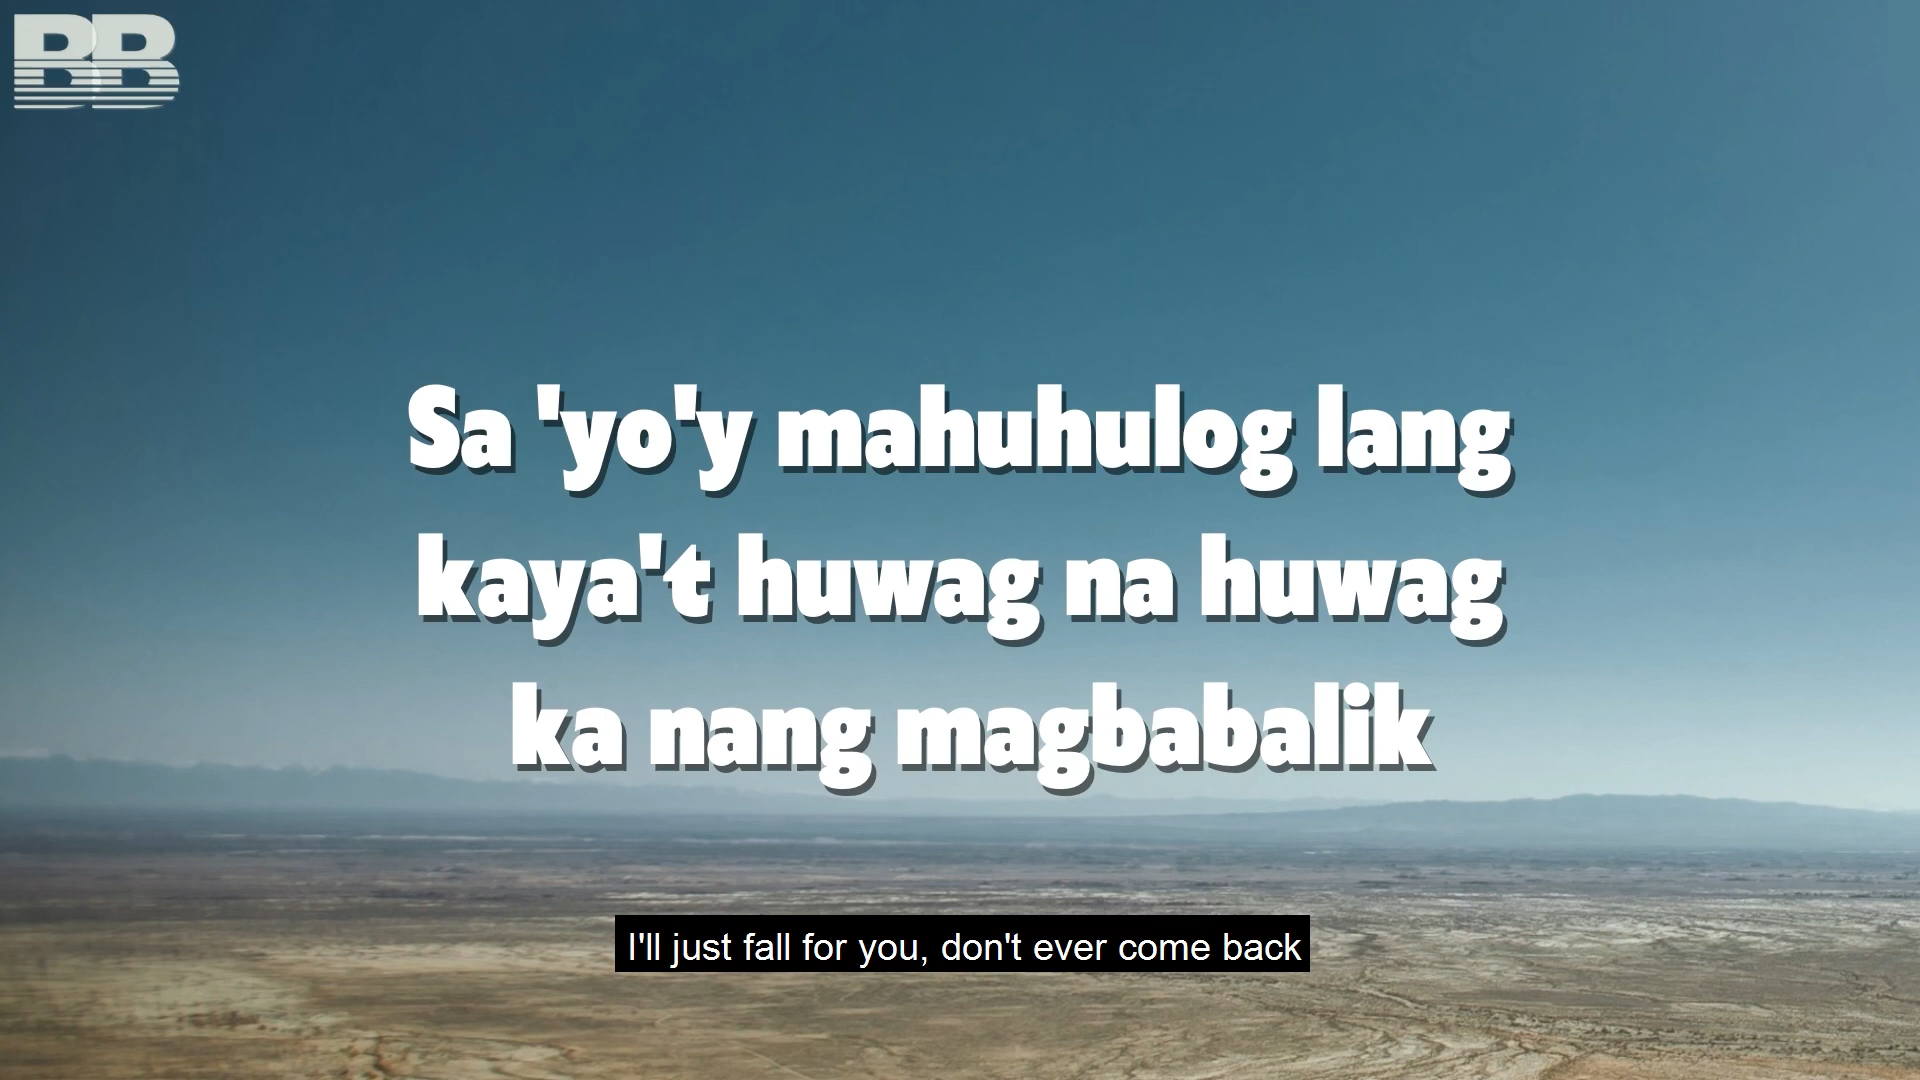 BB
Sa 'yo'y mahuhulog lang
kaya't huwag na huwag
ka nang magbabalik
I'll just fall for you, don't ever come back